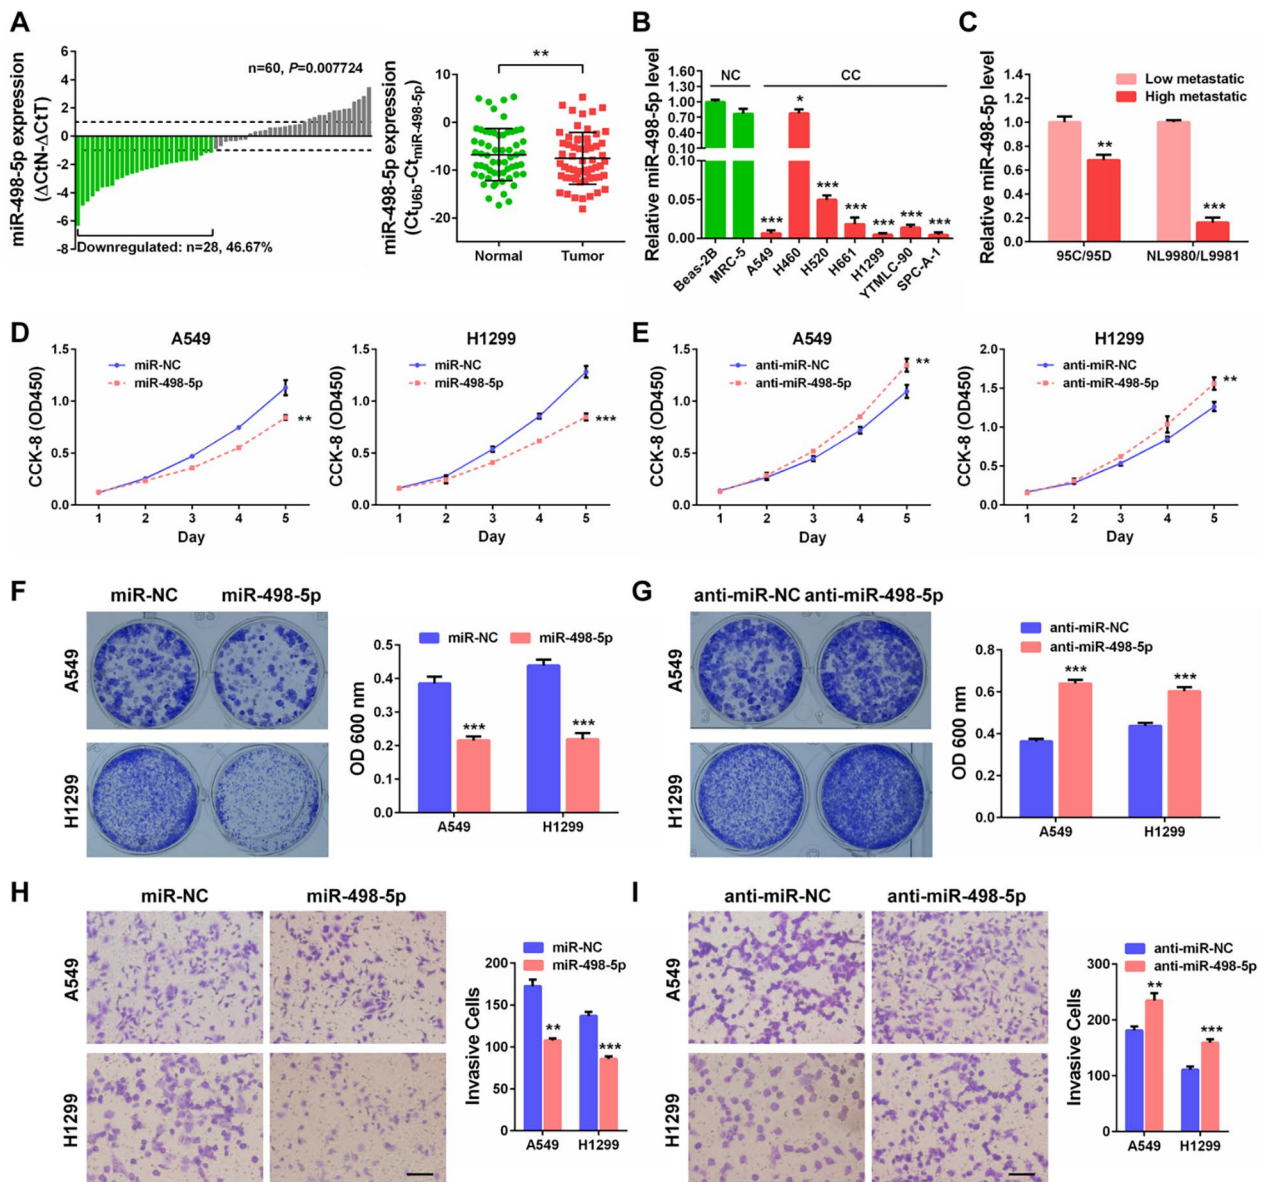 A
miR-498-5p expression
(ΔCtN-ΔCtT)
6
4
2
0
-2
-4
-6
-8
n=60, P=0.007724
Downregulated: n=28, 46.67%
miR-498-5p expression
(CtU6b-CtmiR-498-5p)
10
0
-10
-20
**
Normal
Tumor
B
Relative miR-498-5p level
1.60
1.30
1.00
0.70
0.40
0.10
0.05
0.00
NC
CC
***
*
***
***
***
***
***
Beas-2B
MRC-5
A549
H460
H520
H661
H1299
YTMLC-90
SPC-A-1
C
Relative miR-498-5p level
1.4
1.2
1.0
0.8
0.6
0.4
0.2
0.0
Low metastatic
High metastatic
**
***
95C/95D
NL9980/L9981
D
A549
CCK-8 (OD450)
1.5
1.0
0.5
0.0
miR-NC
miR-498-5p
**
1 2 3 4 5
Day
H1299
CCK-8 (OD450)
1.5
1.0
0.5
0.0
miR-NC
miR-498-5p
***
1 2 3 4 5
Day
E
A549
CCK-8 (OD450)
1.5
1.0
0.5
0.0
anti-miR-NC
anti-miR-498-5p
**
1 2 3 4 5
Day
H1299
CCK-8 (OD450)
2.0
1.5
1.0
0.5
0.0
anti-miR-NC
anti-miR-498-5p
**
1 2 3 4 5
Day
F
miR-NC miR-498-5p
A549
H1299
miR-NC miR-498-5p
OD 600 nm
0.5
0.4
0.3
0.2
0.1
0.0
***
***
A549
H1299
G
anti-miR-NC anti-miR-498-5p
A549
H1299
anti-miR-NC
anti-miR-498-5p
OD 600 nm
0.8
0.6
0.4
0.2
0.0
***
***
A549
H1299
H
miR-NC miR-498-5p
A549
H1299
miR-NC
miR-498-5p
Invasive Cells
200
150
100
50
0
**
***
A549 H1299
I
anti-miR-NC anti-miR-498-5p
A549
H1299
anti-miR-NC
anti-miR-498-5p
Invasive Cells
300
200
100
0
**
***
A549 H1299